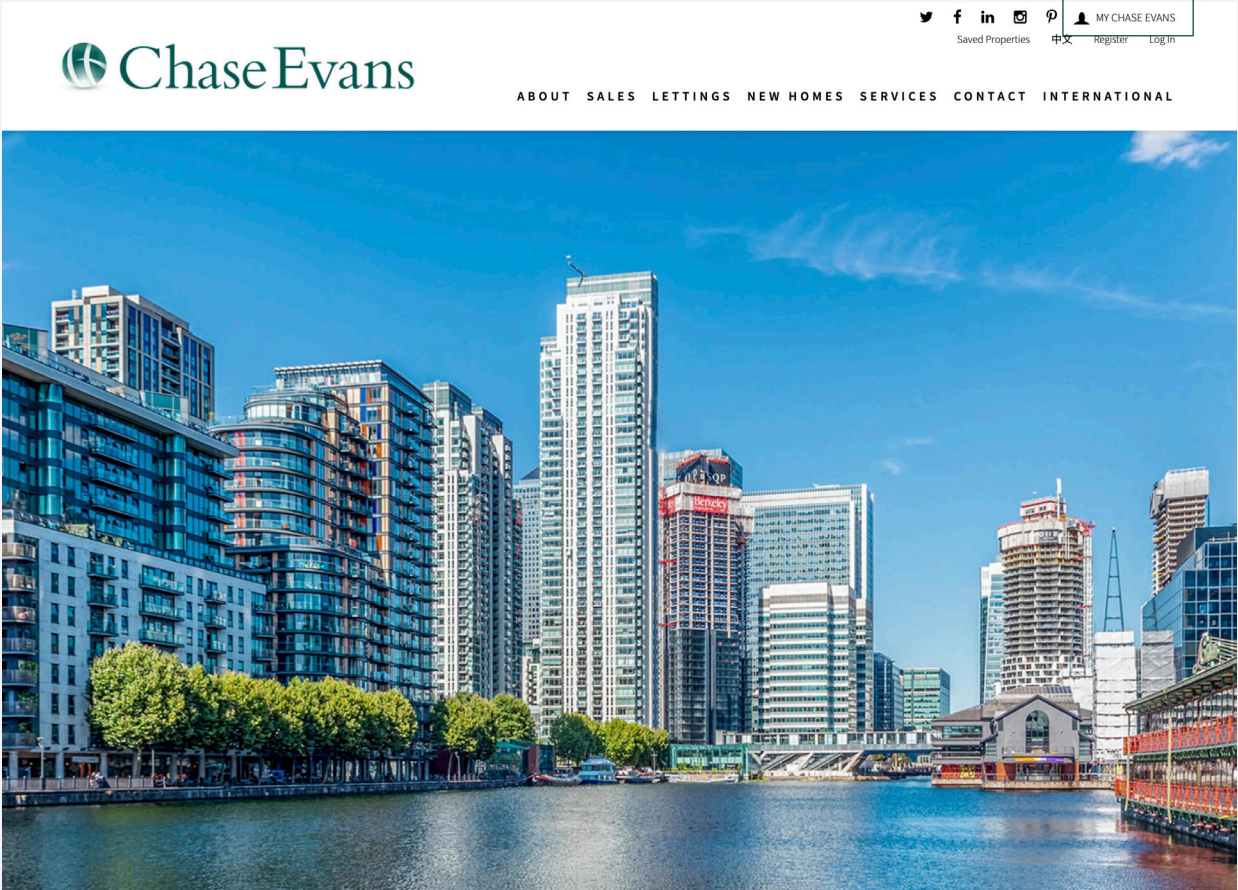 MY CHASE EVANS
Saved Properties 中文 Register Log In
Chase Evans
ABOUT SALES LETTINGS NEW HOMES SERVICES CONTACT INTERNATIONAL
Berkeley